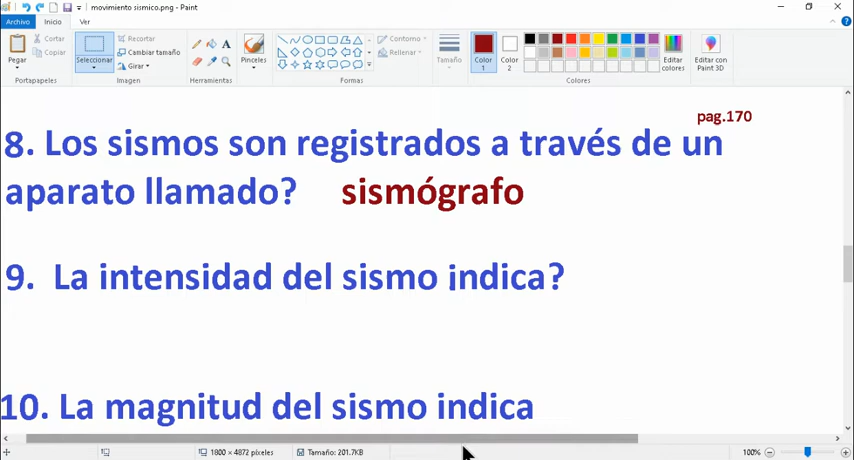 movimiento sismico.png - Paint
Archivo Inicio Ver
Pegar
Cortar
Copiar
Portapapeles
Seleccionar
Recortar
Cambiar tamaño
Girar
Imagen
A
Herramientas
Pinceles
Contorno
Rellenar
Formas
Tamaño
Color 1
Color 2
Editar colores
Colores
Editar con Paint 3D
pag.170
8. Los sismos son registrados a través de un
aparato llamado? sismógrafo
9. La intensidad del sismo indica?
10. La magnitud del sismo indica
1800 × 4872 píxeles Tamaño: 201.7KB 100%